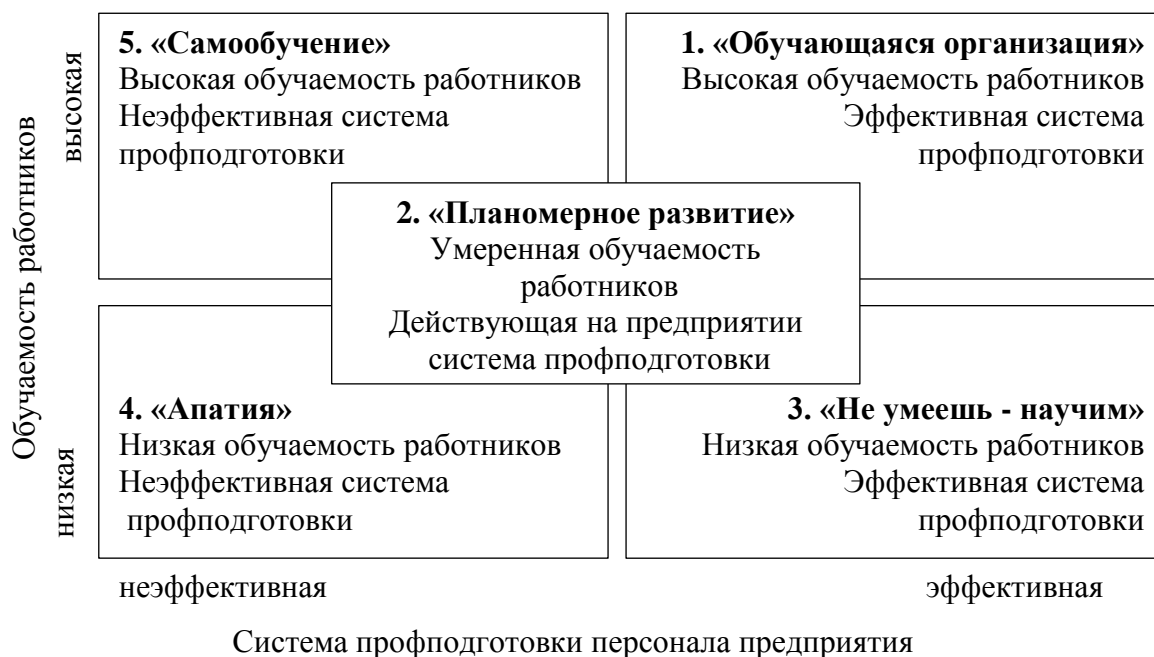 Обучаемость работников
высокая
5. «Самообучение»
Высокая обучаемость работников
Неэффективная система
профподготовки
1. «Обучающаяся организация»
Высокая обучаемость работников
Эффективная система
профподготовки
2. «Планомерное развитие»
Умеренная обучаемость
работников
Действующая на предприятии
система профподготовки
низкая
4. «Апатия»
Низкая обучаемость работников
Неэффективная система
профподготовки
3. «Не умеешь - научим»
Низкая обучаемость работников
Эффективная система
профподготовки
неэффективная
эффективная
Система профподготовки персонала предприятия